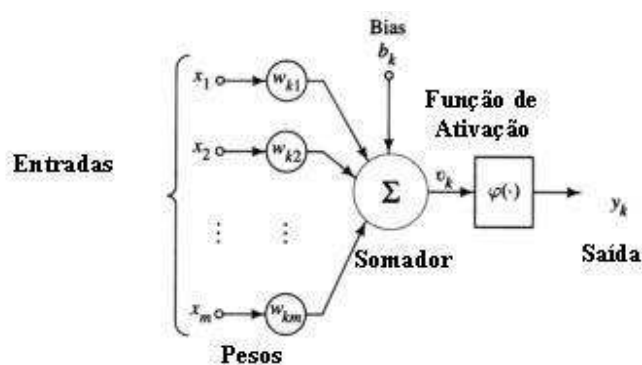 Bias
b_k
x_1 w_k1
Função de
Ativação
Entradas
x_2 w_k2
Σ
v_k
φ(·)
y_k
Somador
Saída
x_m w_km
Pesos